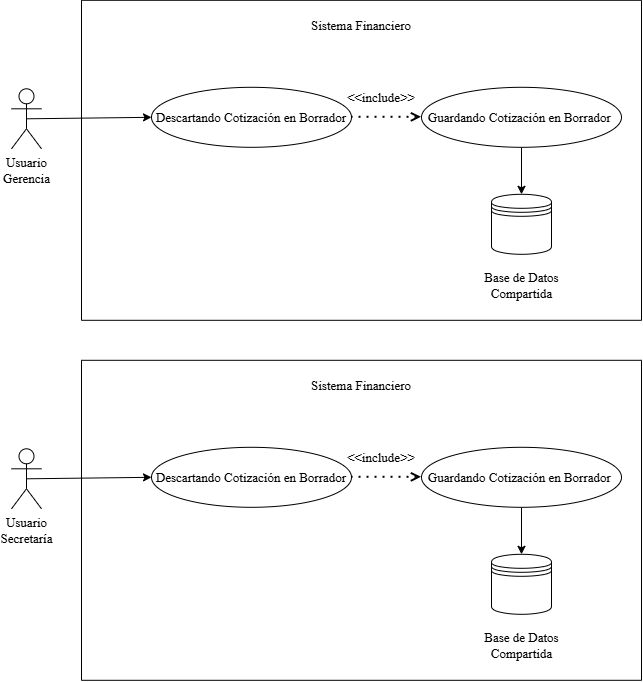 Sistema Financiero
<<include>>
Descartando Cotización en Borrador
Guardando Cotización en Borrador
Usuario
Gerencia
Base de Datos
Compartida
Sistema Financiero
<<include>>
Descartando Cotización en Borrador
Guardando Cotización en Borrador
Usuario
Secretaría
Base de Datos
Compartida